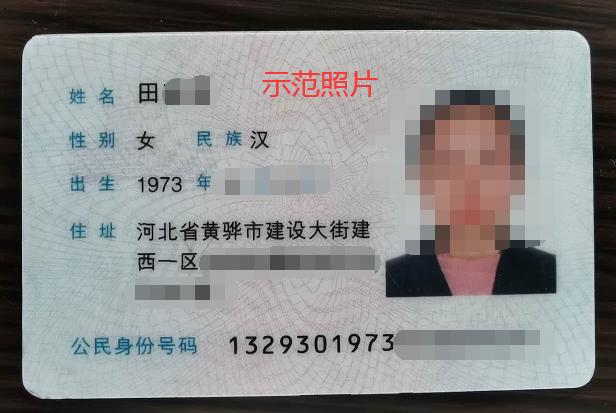 示范照片
姓名 田
性别 女 民族 汉
出生 1973 年
住址 河北省黄骅市建设大街建
西一区
公民身份号码 1329301973